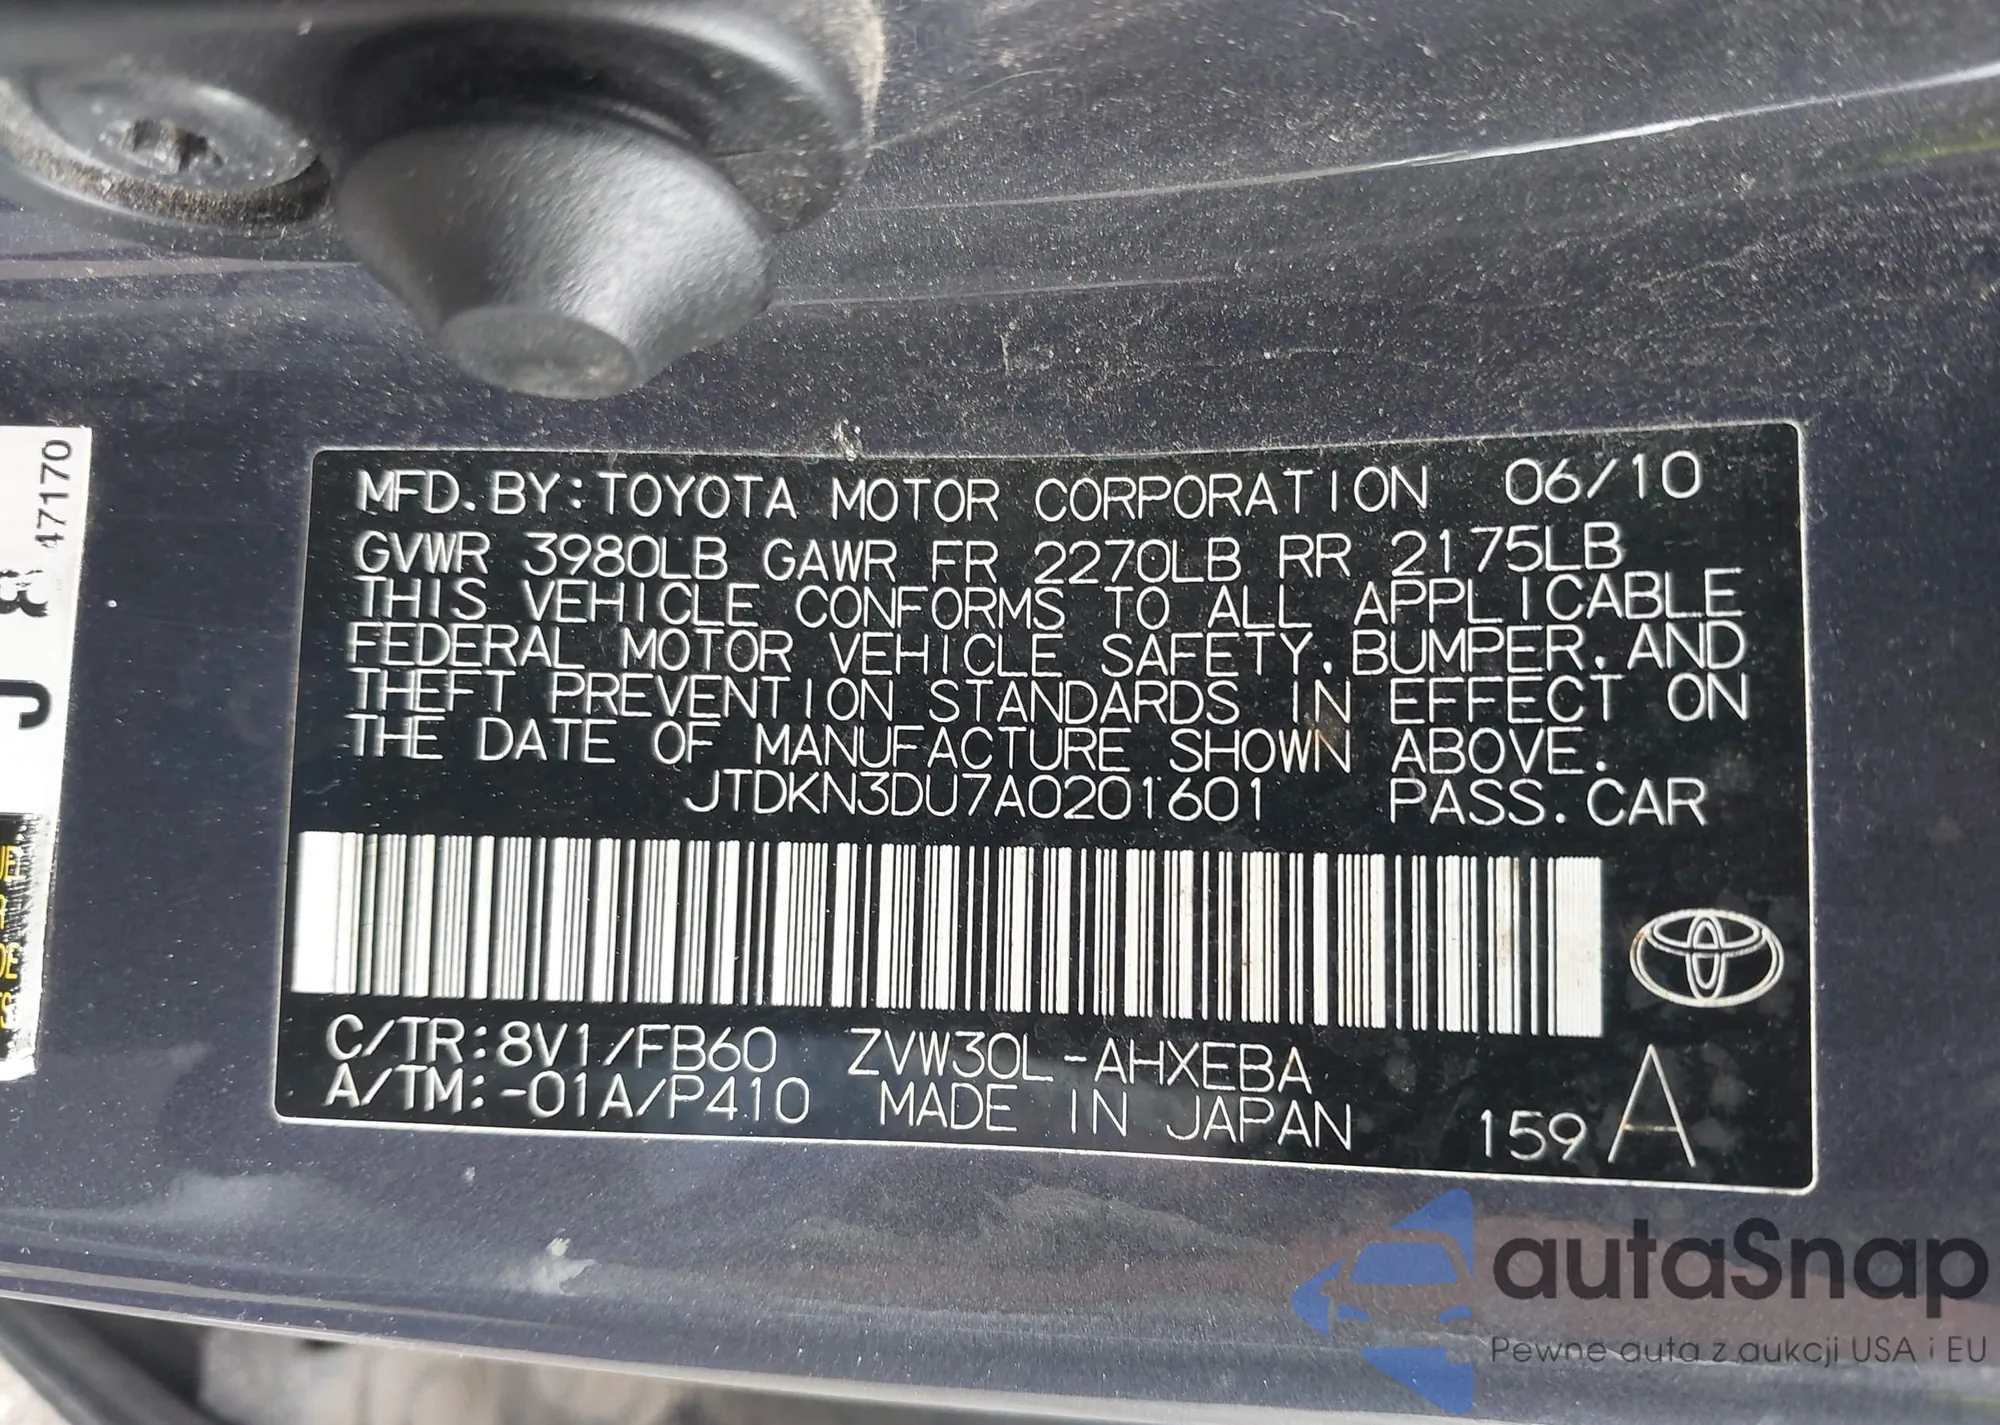 MFD. BY: TOYOTA MOTOR CORPORATION 06/10
GVWR 3980LB GAWR FR 2270LB RR 2175LB
THIS VEHICLE CONFORMS TO ALL APPLICABLE
FEDERAL MOTOR VEHICLE SAFETY, BUMPER, AND
THEFT PREVENTION STANDARDS IN EFFECT ON
THE DATE OF MANUFACTURE SHOWN ABOVE.
JTDKN3DU7A0201601 PASS. CAR
C/TR: 8V1/FB60 ZVW30L-AHXEBA
A/TM: -01A/P410 MADE IN JAPAN 159 A
47170
J
autaSnap
Pewne auta z aukcji USA i EU